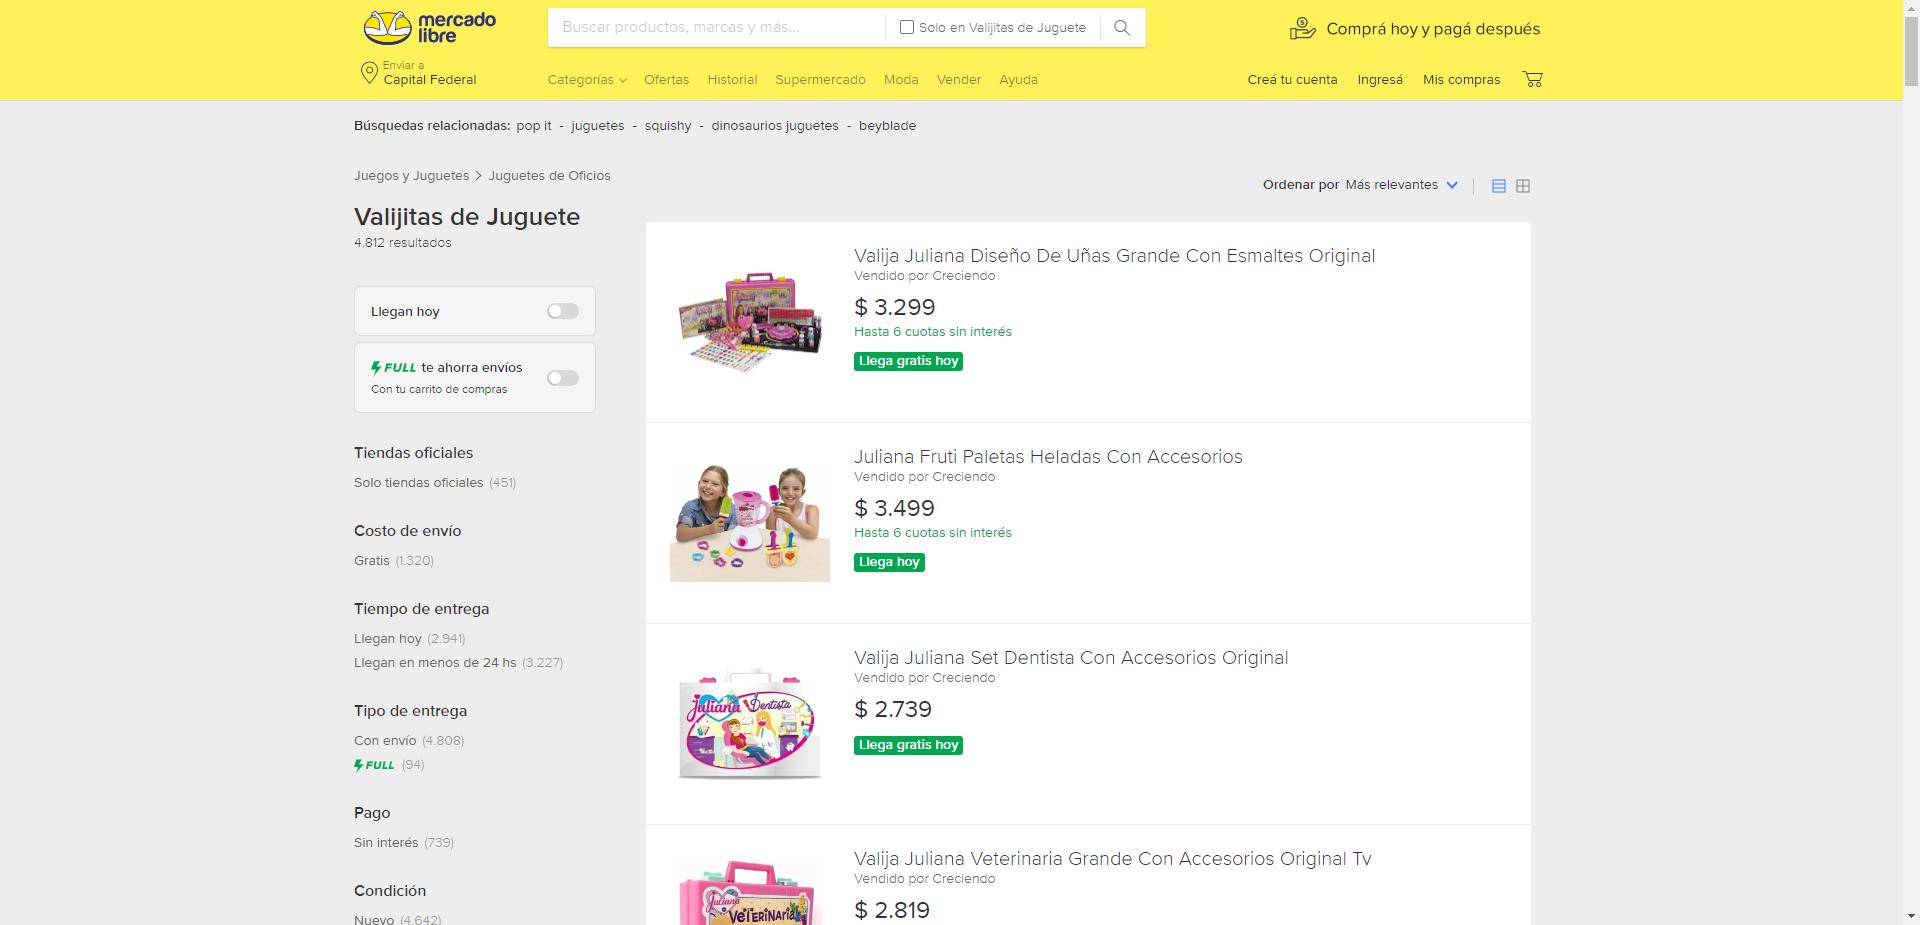 mercado
libre
Buscar productos, marcas y más...
Solo en Valijitas de Juguete
Comprá hoy y pagá después
Enviar a
Capital Federal
Categorías Ofertas Historial Supermercado Moda Vender Ayuda
Creá tu cuenta Ingresá Mis compras
Búsquedas relacionadas: pop it - juguetes - squishy - dinosaurios juguetes - beyblade
Juegos y Juguetes > Juguetes de Oficios
Ordenar por Más relevantes
Valijitas de Juguete
4.812 resultados
Llegan hoy
FULL te ahorra envíos
Con tu carrito de compras
Tiendas oficiales
Solo tiendas oficiales (451)
Costo de envío
Gratis (1.320)
Tiempo de entrega
Llegan hoy (2.941)
Llegan en menos de 24 hs (3.227)
Tipo de entrega
Con envío (4.808)
FULL (94)
Pago
Sin interés (739)
Condición
Nuevo (4.642)
Valija Juliana Diseño De Uñas Grande Con Esmaltes Original
Vendido por Creciendo
$ 3.299
Hasta 6 cuotas sin interés
Llega gratis hoy
Juliana Fruti Paletas Heladas Con Accesorios
Vendido por Creciendo
$ 3.499
Hasta 6 cuotas sin interés
Llega hoy
Juliana Dentista
Valija Juliana Set Dentista Con Accesorios Original
Vendido por Creciendo
$ 2.739
Llega gratis hoy
Juliana
VETERINARIA
Valija Juliana Veterinaria Grande Con Accesorios Original Tv
Vendido por Creciendo
$ 2.819